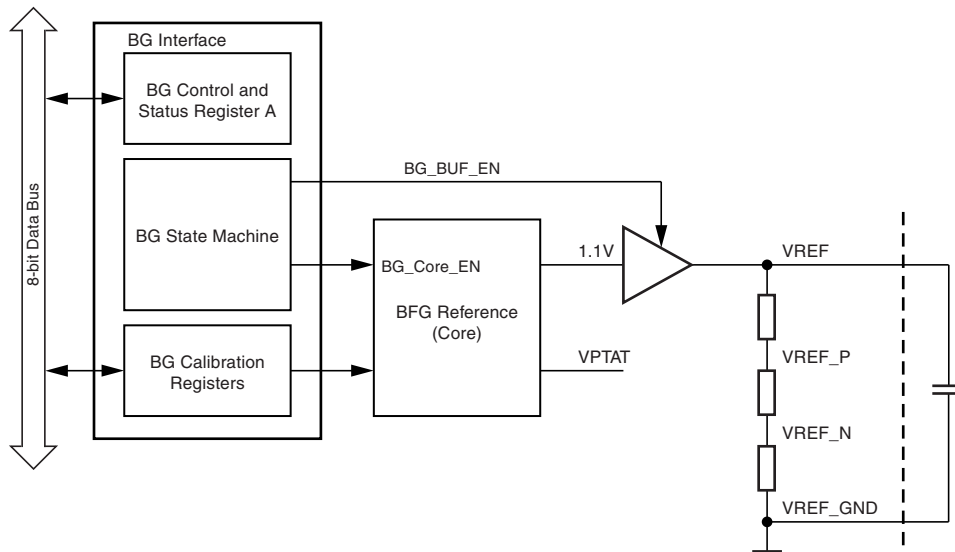 BG Interface
BG Control and
Status Register A
BG_BUF_EN
8-bit Data Bus
BG State Machine
1.1V
VREF
BG_Core_EN
BFG Reference
(Core)
VPTAT
VREF_P
BG Calibration
Registers
VREF_N
VREF_GND